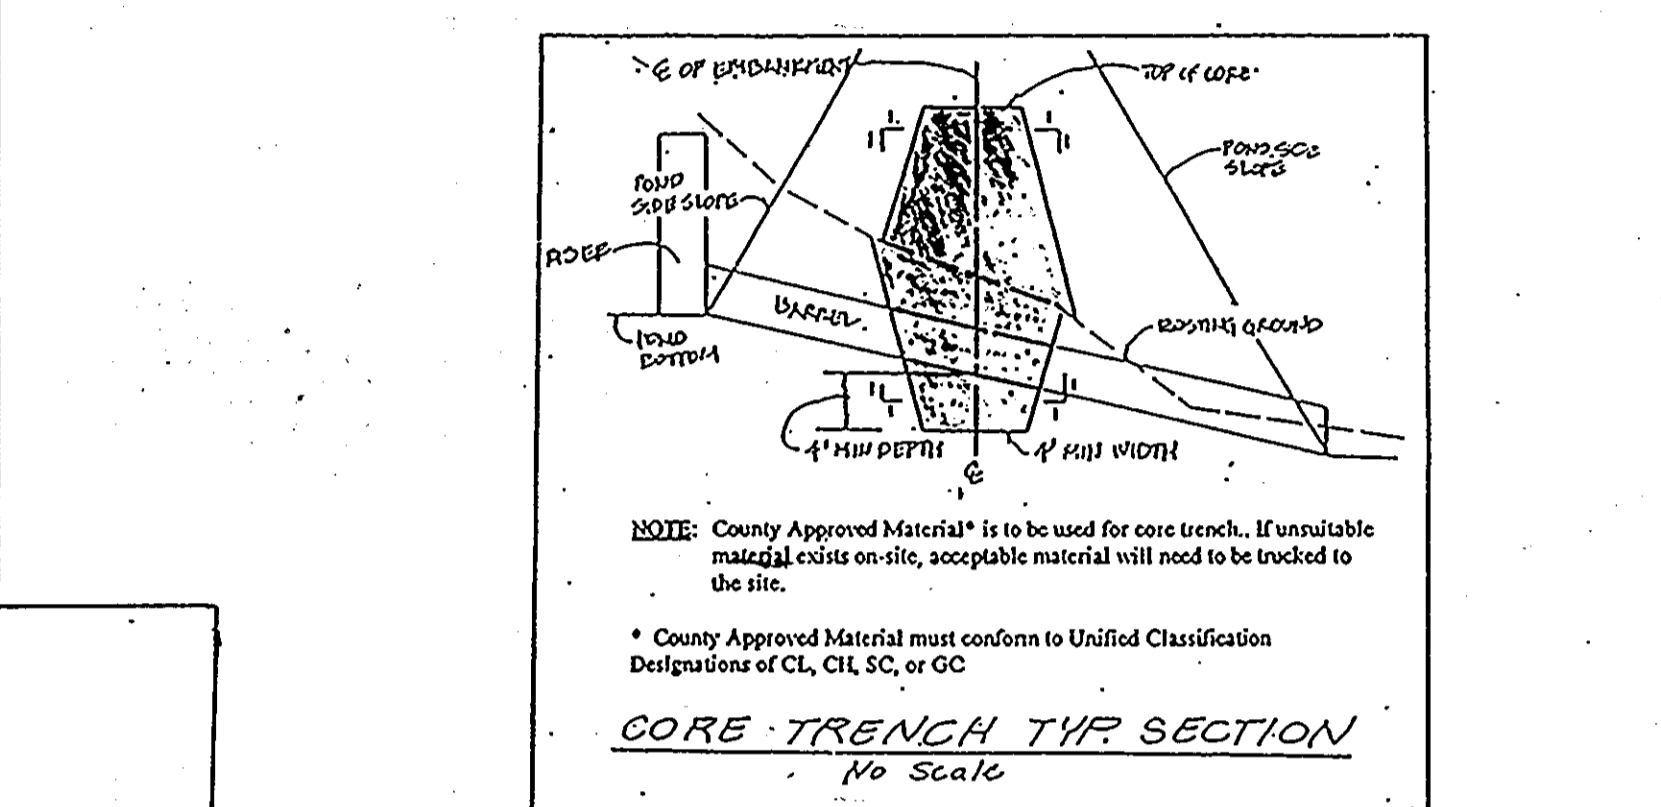 ℄ OF EMBANKMENT
TOP OF CORE
POND SIDE
SLOPE
POND
SIDE SLOPE
RISER
BARREL
EXISTING GROUND
POND
BOTTOM
4' MIN DEPTH
4' MIN WIDTH
℄
1
1
1
1
1
1
1
1
NOTE: County Approved Material* is to be used for core trench.. If unsuitable
material exists on-site, acceptable material will need to be trucked to
the site.
* County Approved Material must conform to Unified Classification
Designations of CL, CH, SC, or GC
CORE TRENCH TYP. SECTION
No Scale